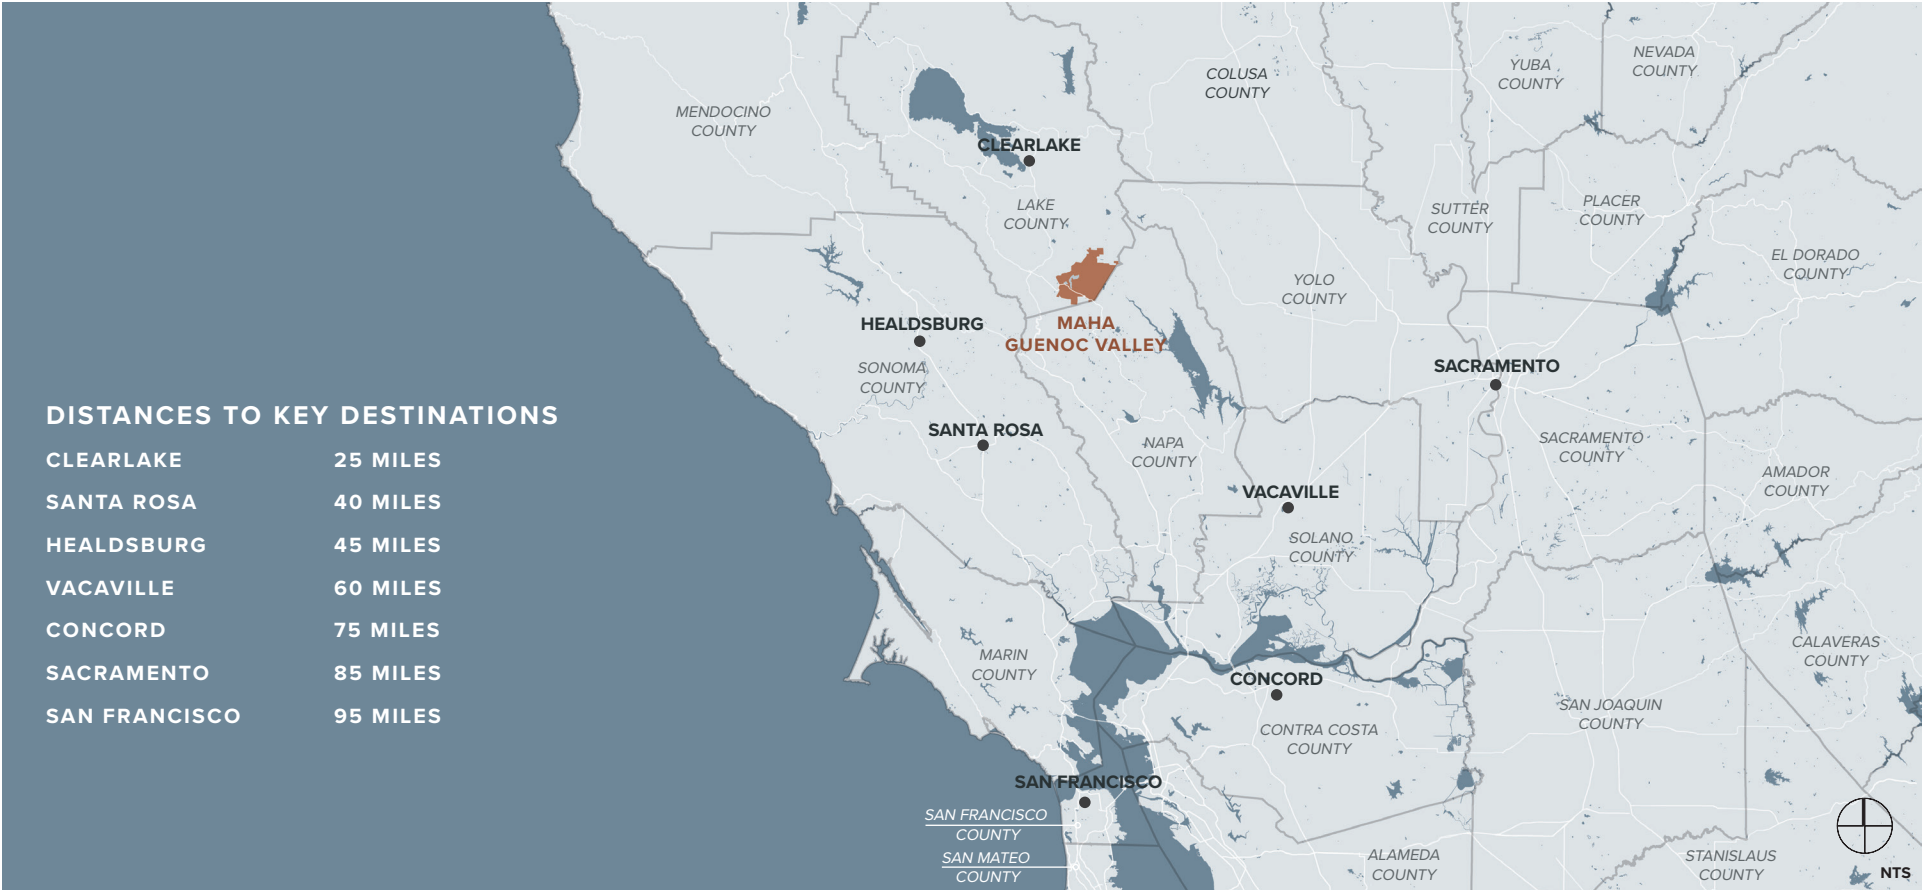 DISTANCES TO KEY DESTINATIONS
CLEARLAKE 25 MILES
SANTA ROSA 40 MILES
HEALDSBURG 45 MILES
VACAVILLE 60 MILES
CONCORD 75 MILES
SACRAMENTO 85 MILES
SAN FRANCISCO 95 MILES
MENDOCINO
COUNTY
COLUSA
COUNTY
YUBA
COUNTY
NEVADA
COUNTY
CLEARLAKE
LAKE
COUNTY
SUTTER
COUNTY
PLACER
COUNTY
EL DORADO
COUNTY
YOLO
COUNTY
MAHA
GUENOC VALLEY
HEALDSBURG
SONOMA
COUNTY
SACRAMENTO
SANTA ROSA
NAPA
COUNTY
SACRAMENTO
COUNTY
AMADOR
COUNTY
VACAVILLE
SOLANO
COUNTY
MARIN
COUNTY
CONCORD
CONTRA COSTA
COUNTY
SAN JOAQUIN
COUNTY
CALAVERAS
COUNTY
SAN FRANCISCO
SAN FRANCISCO
COUNTY
SAN MATEO
COUNTY
ALAMEDA
COUNTY
STANISLAUS
COUNTY
NTS